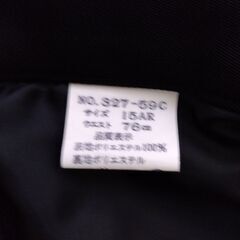 NO.327-59C
サイズ 15AR
ウエスト 76cm
品質表示
表地ポリエステル100%
裏地ポリエステル